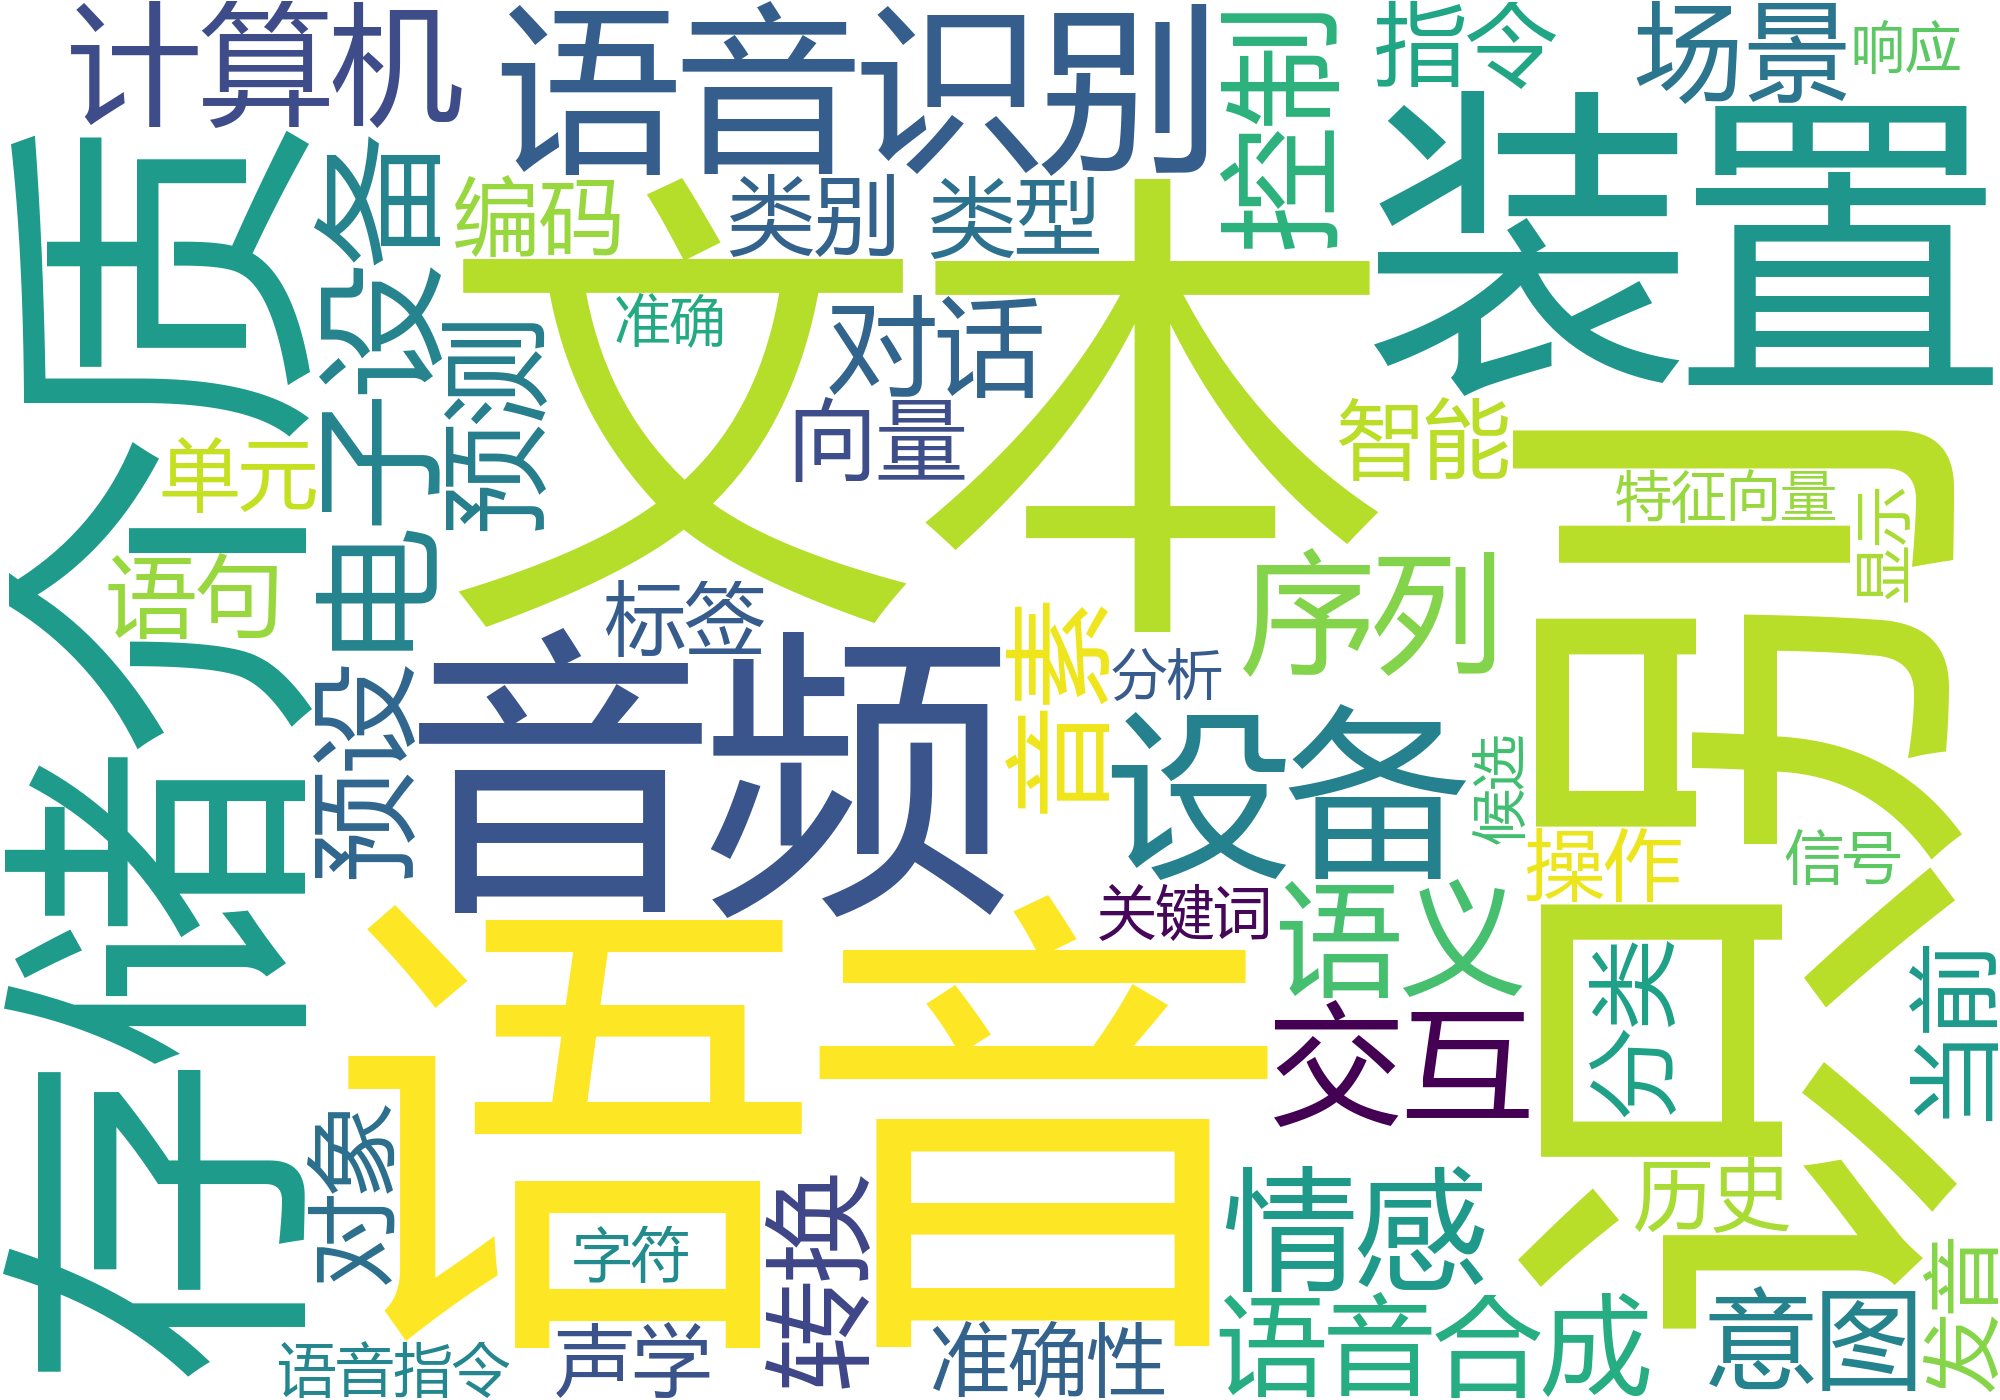 计算机
语音识别
控制
指令
场景
响应
装置
存储介质
电子设备
编码
类别
类型
文本
准确
对话
预测
向量
智能
识别
特征向量
显示
单元
语句
标签
音频
音素
分析
序列
预设
设备
候选
操作
信号
关键词
语义
语音
交互
分类
当前
对象
字符
转换
情感
历史
发音
语音指令
声学
准确性
语音合成
意图